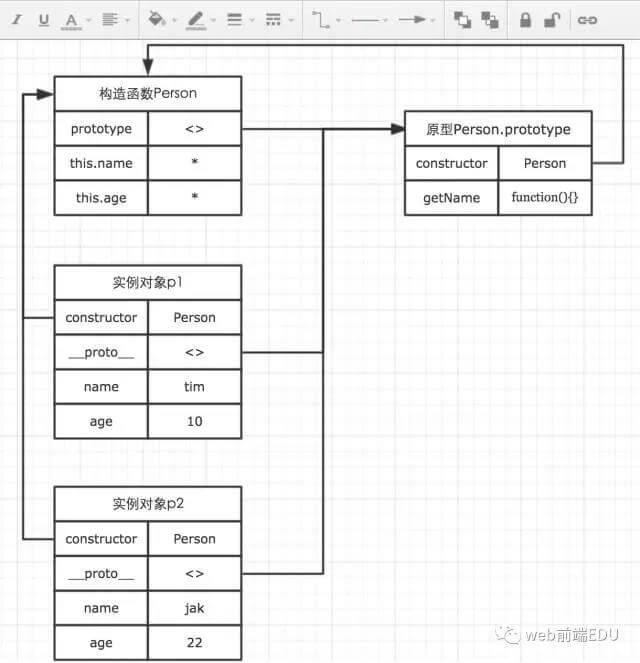 I U A
构造函数Person
prototype <>
this.name *
this.age *
原型Person.prototype
constructor Person
getName function(){}
实例对象p1
constructor Person
__proto__ <>
name tim
age 10
实例对象p2
constructor Person
__proto__ <>
name jak
age 22
web前端EDU